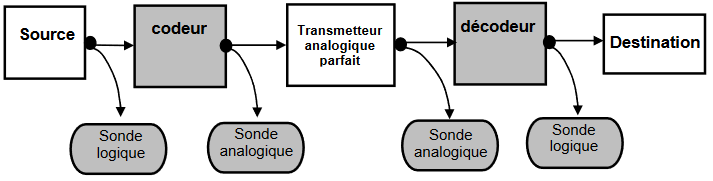 Source
codeur
Transmetteur
analogique
parfait
décodeur
Destination
Sonde
logique
Sonde
analogique
Sonde
analogique
Sonde
logique